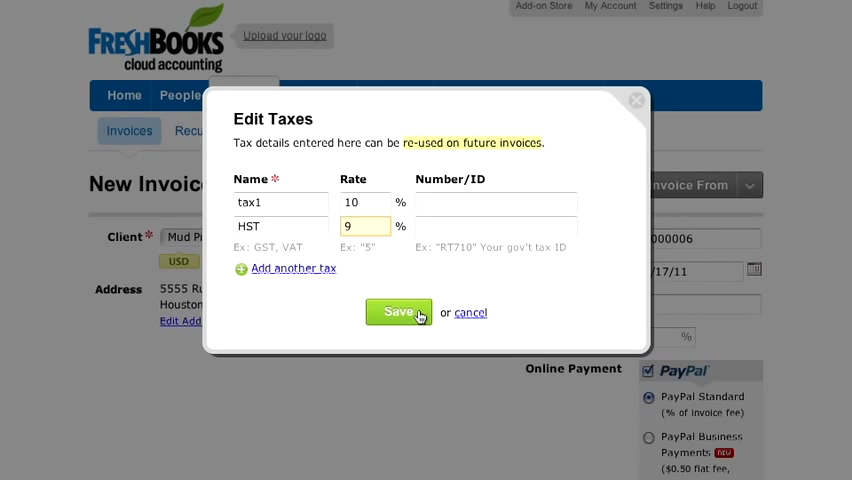 Add-on Store My Account Settings Help Logout
FRESHBOOKS
cloud accounting
Upload your logo
Home People
Invoices Recu
New Invoic
Invoice From
Client * Mud P
000006
USD
/17/11
Address 5555 Ru
Houston
Edit Add
%
Edit Taxes
Tax details entered here can be re-used on future invoices.
Name * Rate Number/ID
tax1 10 %
HST 9 %
Ex: GST, VAT Ex: "5" Ex: "RT710" Your gov't tax ID
Add another tax
Save or cancel
Online Payment PayPal
PayPal Standard
(% of invoice fee)
PayPal Business
Payments new
($0.50 flat fee,